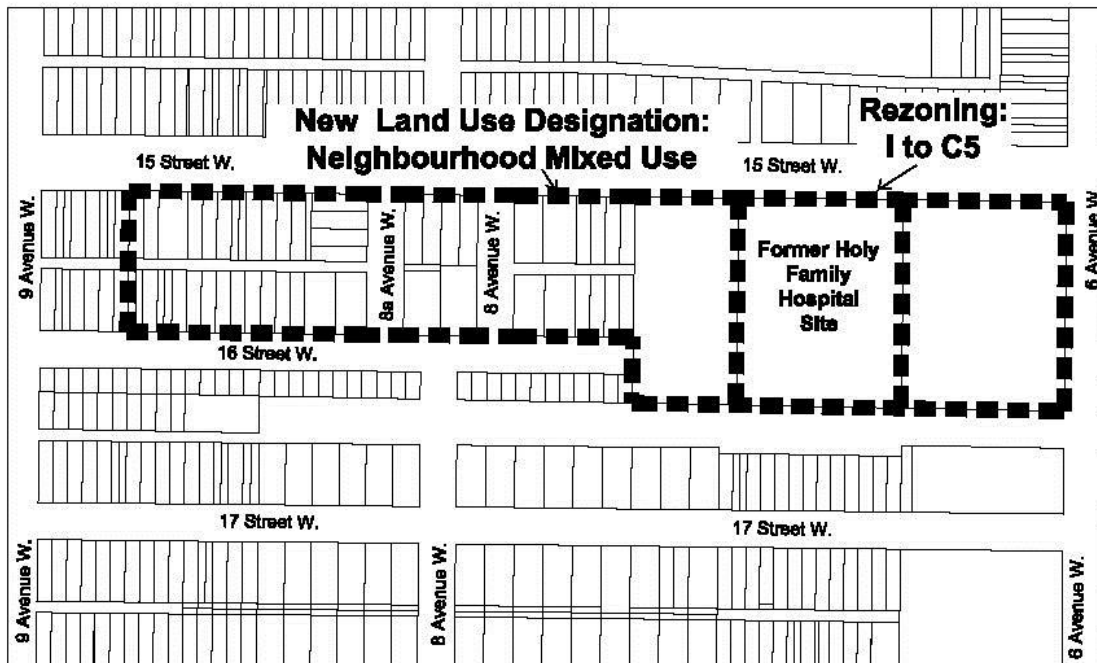 New Land Use Designation:
Neighbourhood Mixed Use
Rezoning:
I to C5
15 Street W.
15 Street W.
9 Avenue W.
8a Avenue W.
8 Avenue W.
Former Holy
Family
Hospital
Site
6 Avenue W.
16 Street W.
17 Street W.
17 Street W.
9 Avenue W.
8 Avenue W.
6 Avenue W.